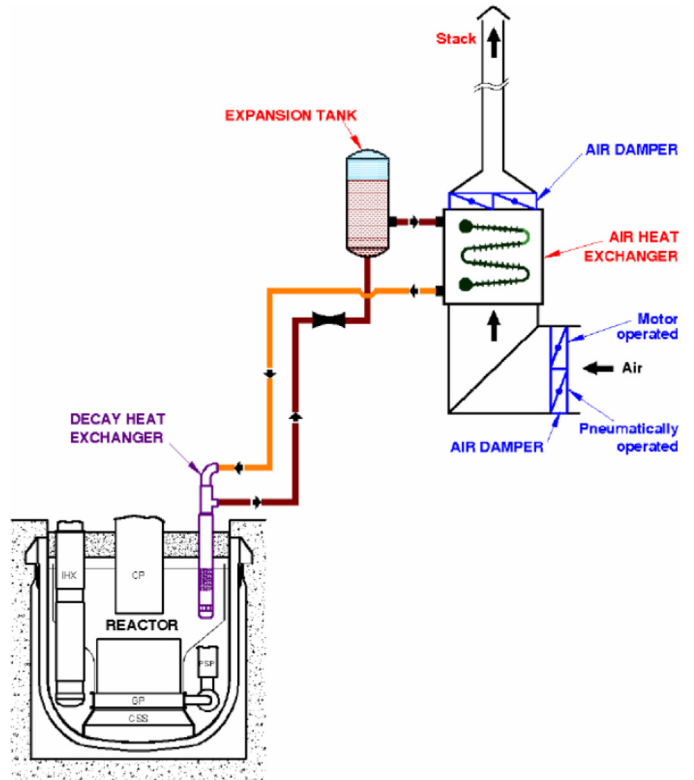 Stack
EXPANSION TANK
AIR DAMPER
AIR HEAT
EXCHANGER
Motor
operated
Air
Pneumatically
operated
AIR DAMPER
DECAY HEAT
EXCHANGER
IHX
CP
REACTOR
PSP
GP
CSS